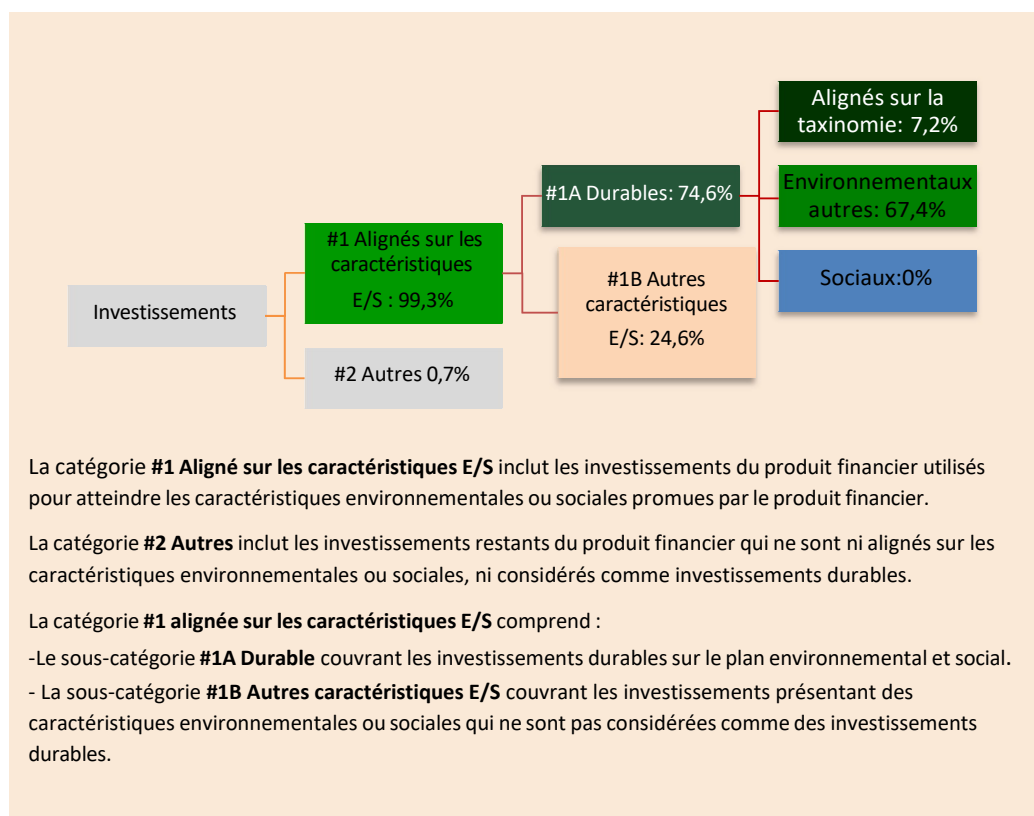 Alignés sur la
taxinomie: 7,2%
#1A Durables: 74,6%
Environnementaux
autres: 67,4%
#1 Alignés sur les
caractéristiques
E/S : 99,3%
#1B Autres
caractéristiques
E/S: 24,6%
Sociaux:0%
Investissements
#2 Autres 0,7%
La catégorie #1 Aligné sur les caractéristiques E/S inclut les investissements du produit financier utilisés
pour atteindre les caractéristiques environnementales ou sociales promues par le produit financier.
La catégorie #2 Autres inclut les investissements restants du produit financier qui ne sont ni alignés sur les
caractéristiques environnementales ou sociales, ni considérés comme investissements durables.
La catégorie #1 alignée sur les caractéristiques E/S comprend :
-Le sous-catégorie #1A Durable couvrant les investissements durables sur le plan environnemental et social.
- La sous-catégorie #1B Autres caractéristiques E/S couvrant les investissements présentant des
caractéristiques environnementales ou sociales qui ne sont pas considérées comme des investissements
durables.